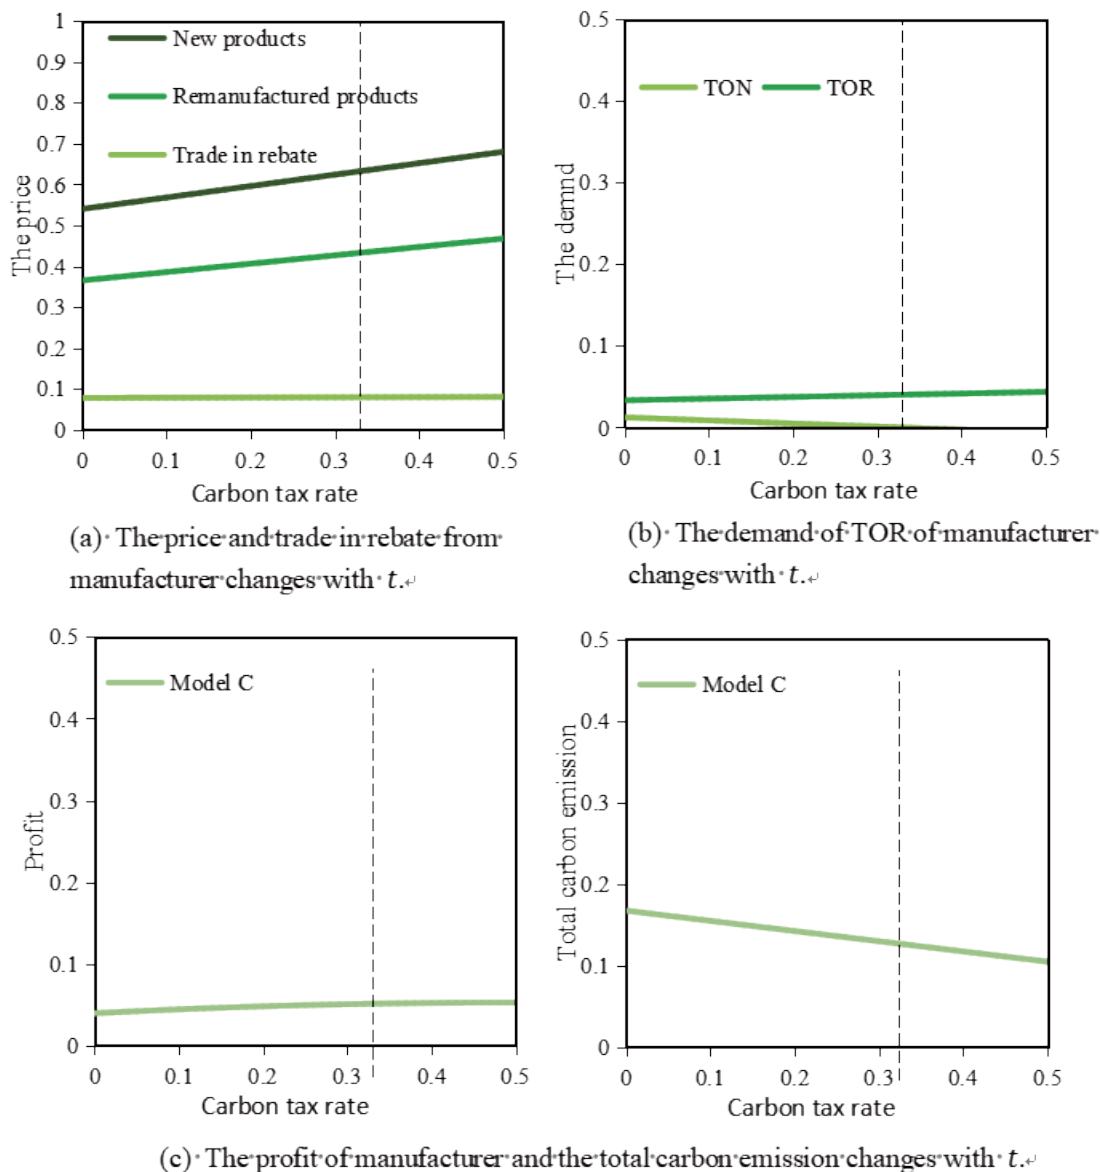 1
0.9
0.8
0.7
0.6
0.5
0.4
0.3
0.2
0.1
0
The price
New products
Remanufactured products
Trade in rebate
0 0.1 0.2 0.3 0.4 0.5
Carbon tax rate
(a) The price and trade in rebate from
manufacturer changes with t.
0.5
0.4
0.3
0.2
0.1
0
The demnd
TON TOR
0 0.1 0.2 0.3 0.4 0.5
Carbon tax rate
(b) The demand of TOR of manufacturer
changes with t.
0.5
0.4
0.3
0.2
0.1
0
Profit
Model C
0 0.1 0.2 0.3 0.4 0.5
Carbon tax rate
0.5
0.4
0.3
0.2
0.1
0
Total carbon emission
Model C
0 0.1 0.2 0.3 0.4 0.5
Carbon tax rate
(c) The profit of manufacturer and the total carbon emission changes with t.